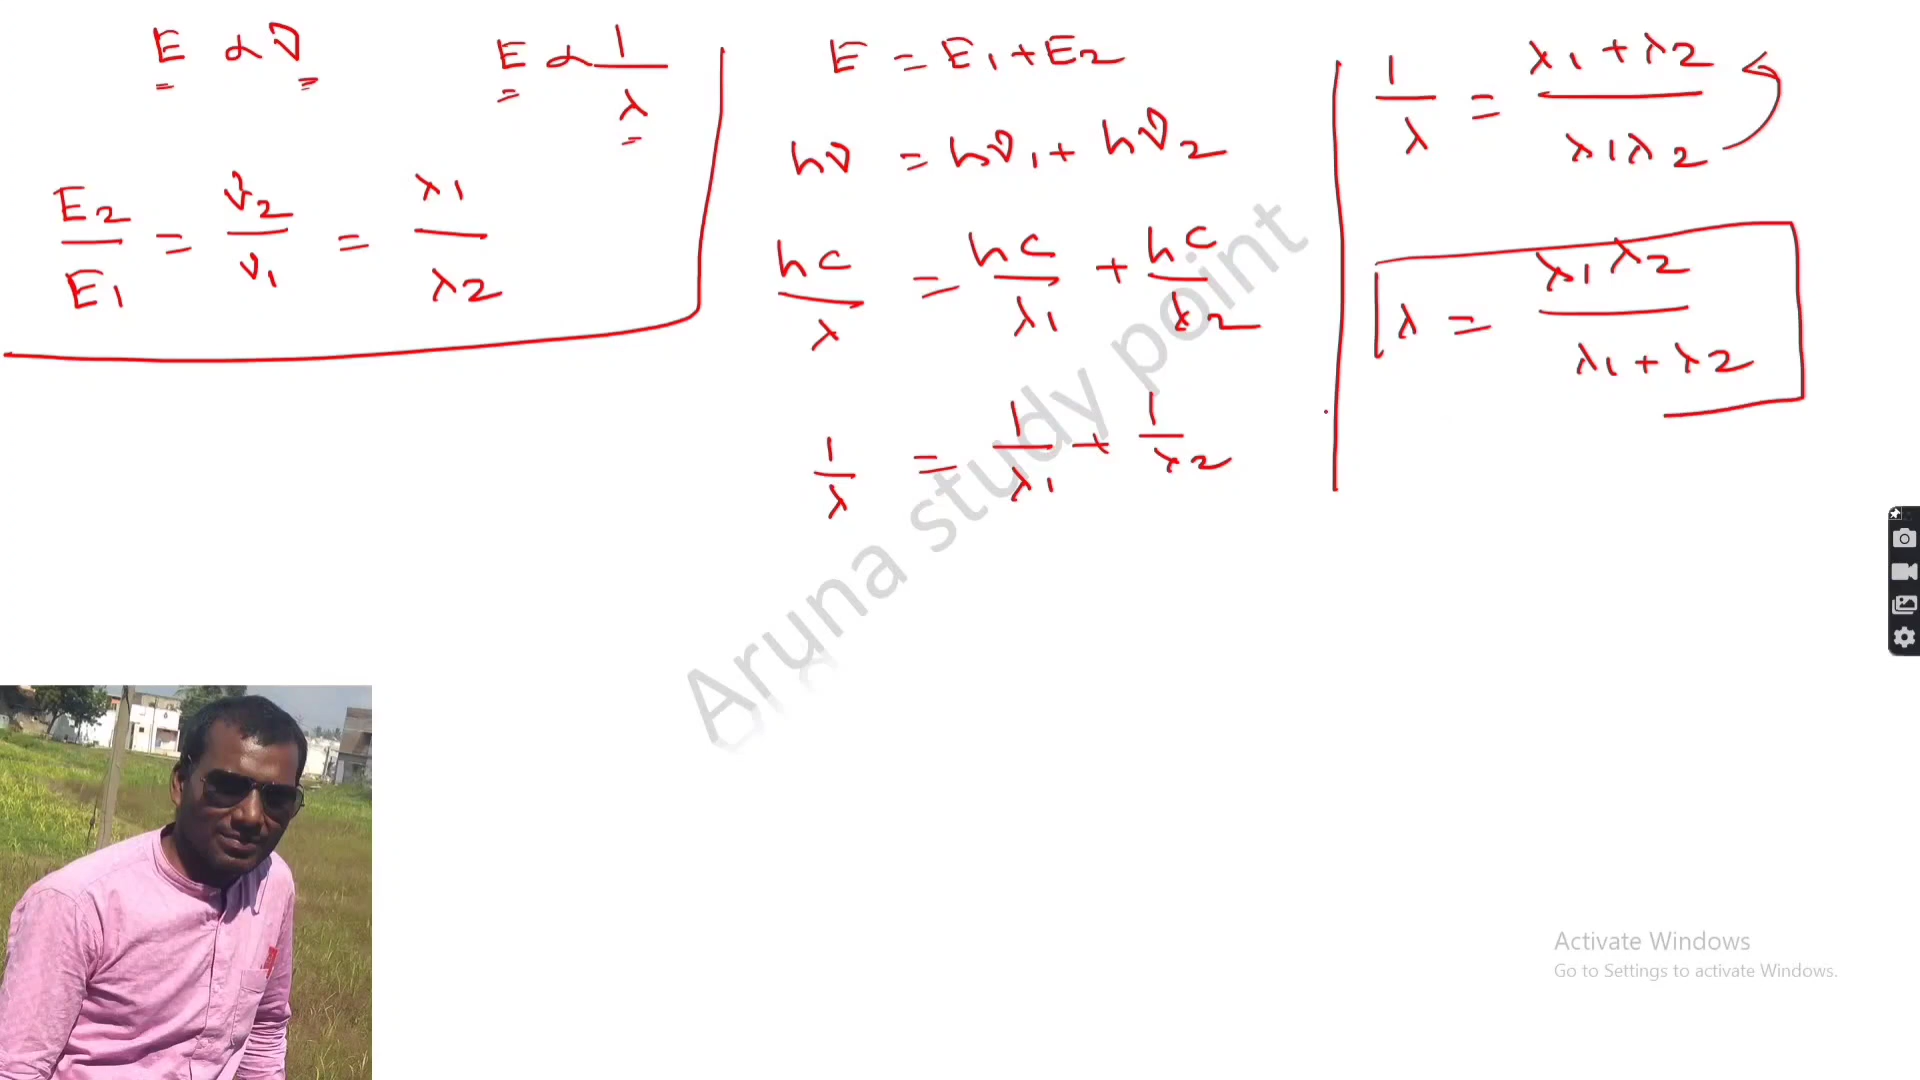 E α ν
E α 1/λ
E2/E1 = ν2/ν1 = λ1/λ2
E = E1 + E2
hν = hν1 + hν2
hc/λ = hc/λ1 + hc/λ2
1/λ = 1/λ1 + 1/λ2
1/λ = λ1 + λ2/λ1λ2
λ = λ1λ2/λ1 + λ2
Aruna study point
Activate Windows
Go to Settings to activate Windows.